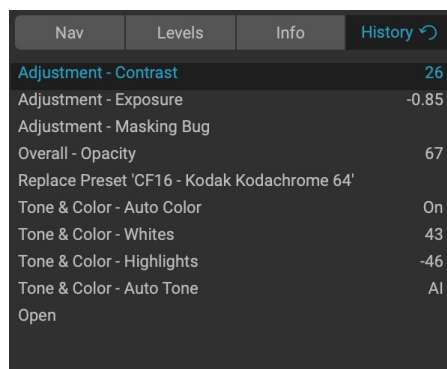 Nav Levels Info History
Adjustment - Contrast 26
Adjustment - Exposure -0.85
Adjustment - Masking Bug
Overall - Opacity 67
Replace Preset 'CF16 - Kodak Kodachrome 64'
Tone & Color - Auto Color On
Tone & Color - Whites 43
Tone & Color - Highlights -46
Tone & Color - Auto Tone AI
Open